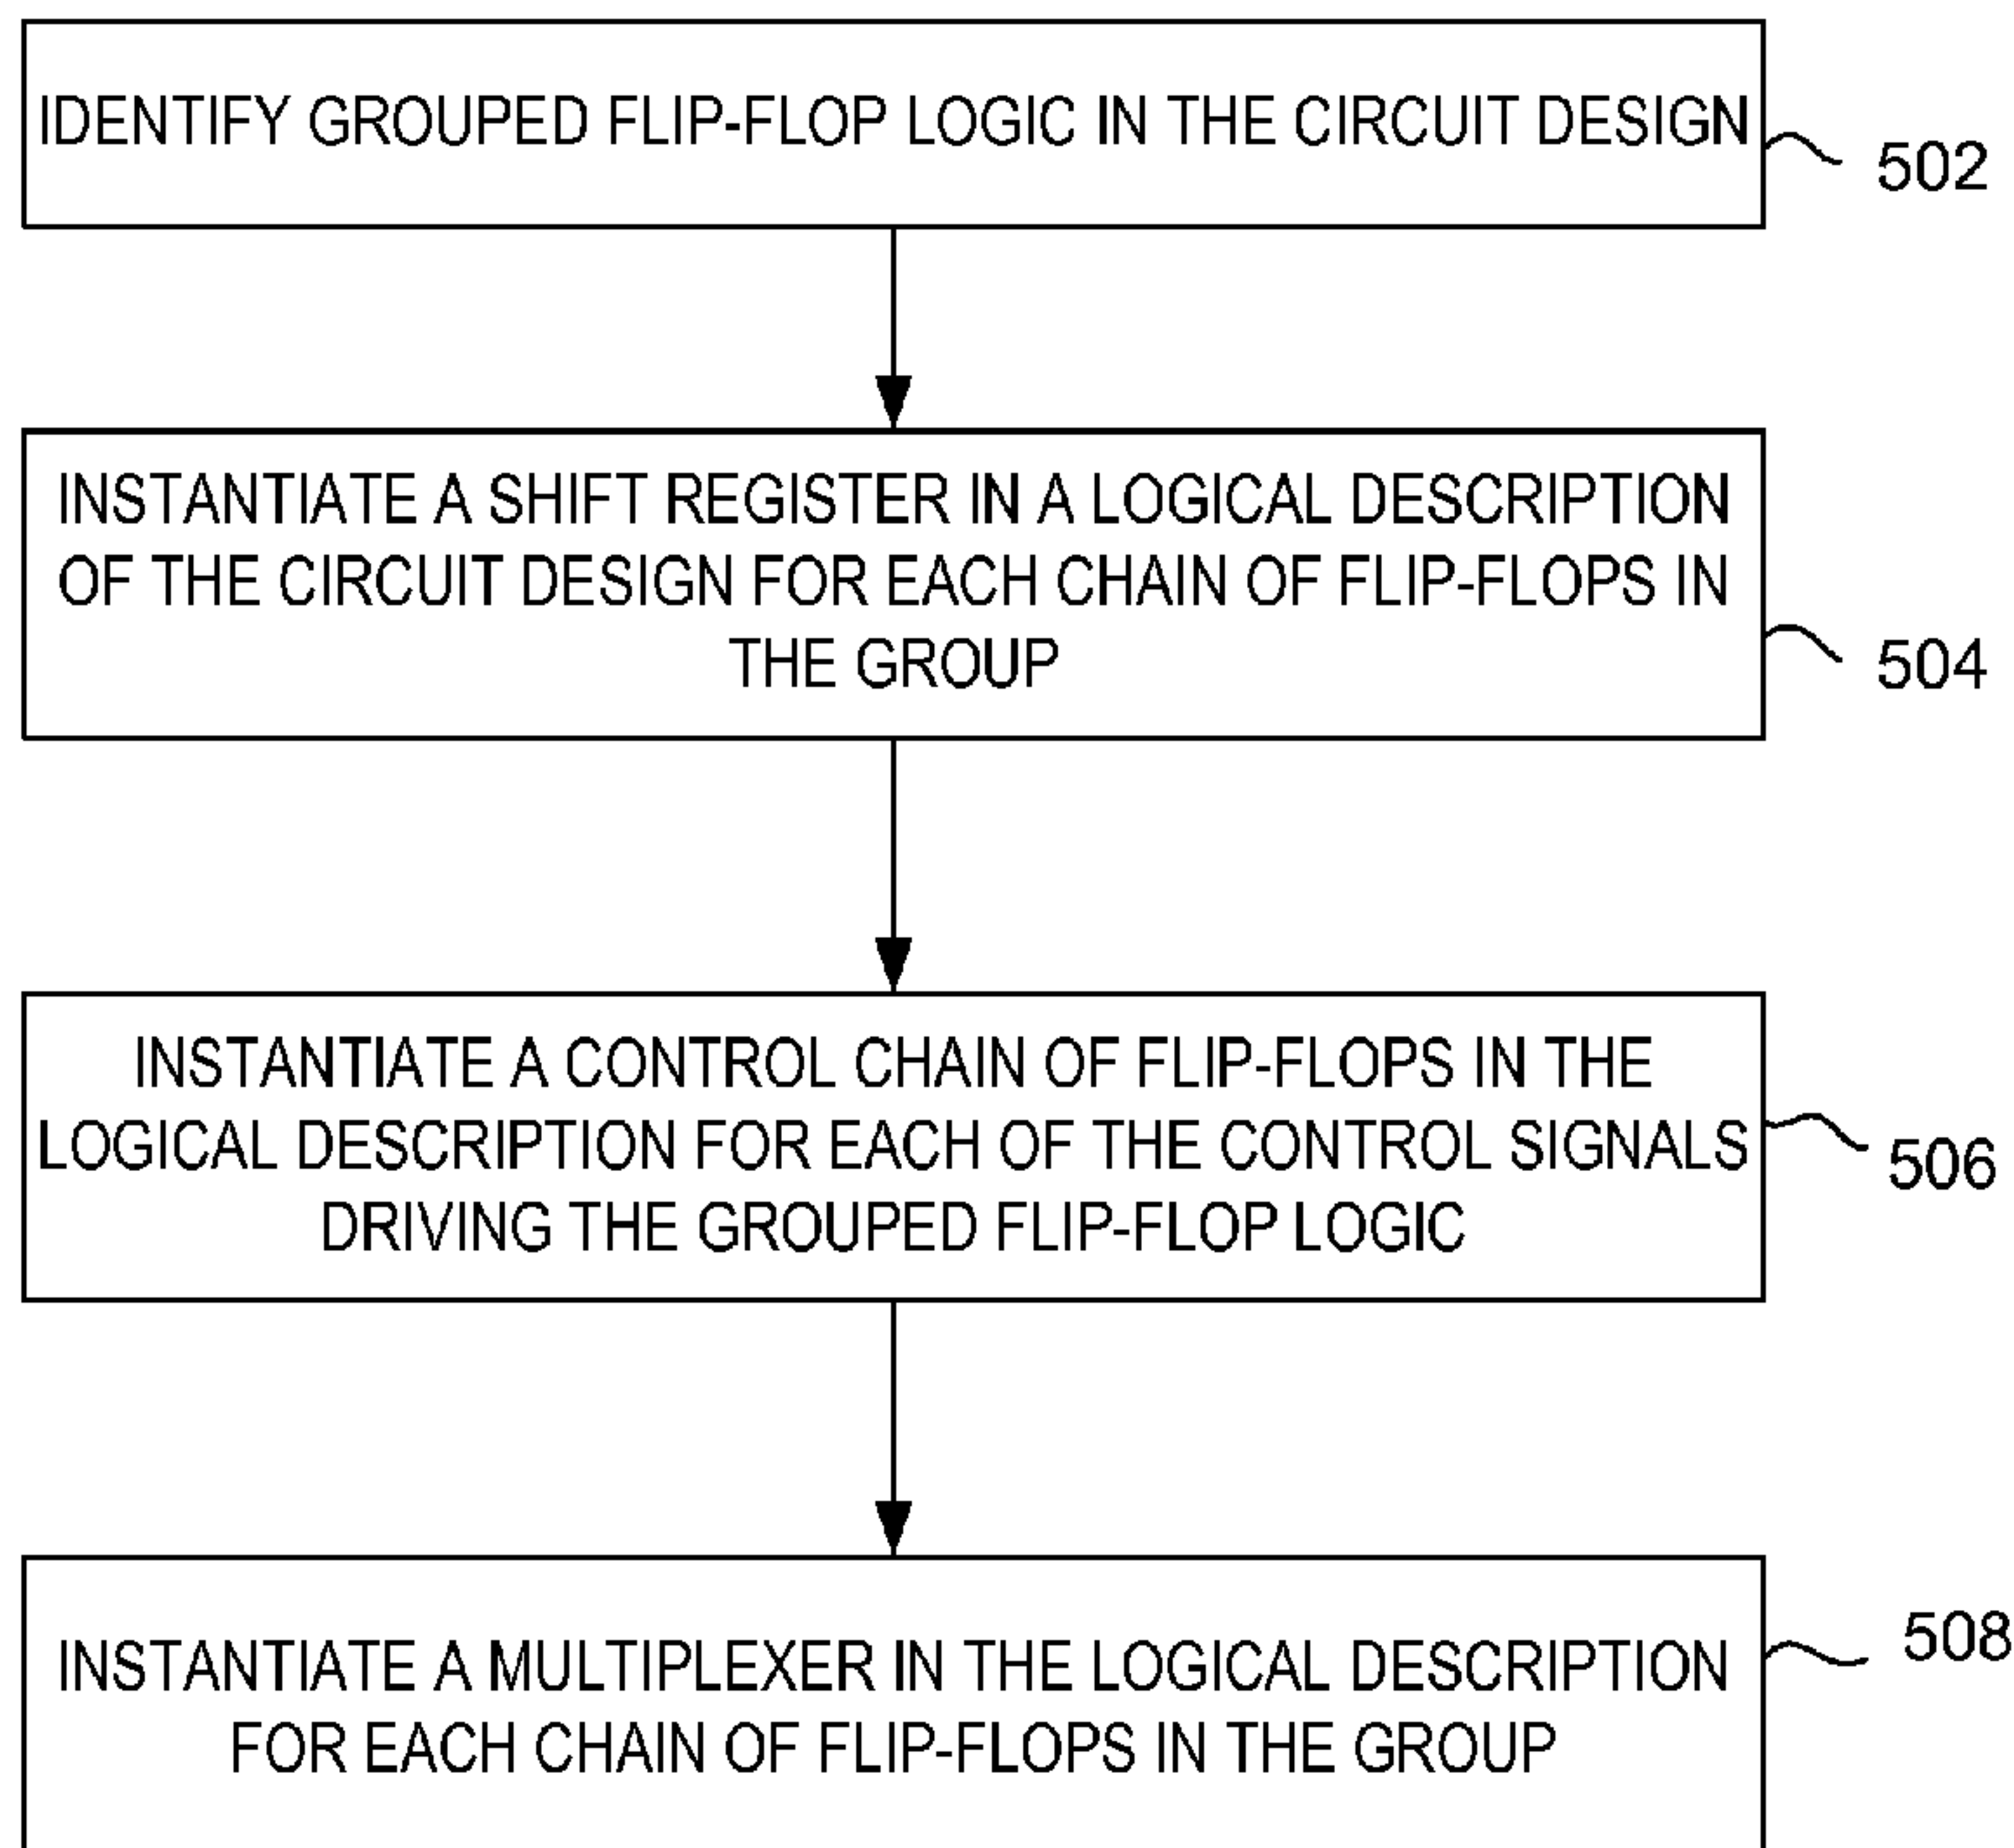 IDENTIFY GROUPED FLIP-FLOP LOGIC IN THE CIRCUIT DESIGN
502
INSTANTIATE A SHIFT REGISTER IN A LOGICAL DESCRIPTION
OF THE CIRCUIT DESIGN FOR EACH CHAIN OF FLIP-FLOPS IN
THE GROUP
504
INSTANTIATE A CONTROL CHAIN OF FLIP-FLOPS IN THE
LOGICAL DESCRIPTION FOR EACH OF THE CONTROL SIGNALS
DRIVING THE GROUPED FLIP-FLOP LOGIC
506
INSTANTIATE A MULTIPLEXER IN THE LOGICAL DESCRIPTION
FOR EACH CHAIN OF FLIP-FLOPS IN THE GROUP
508